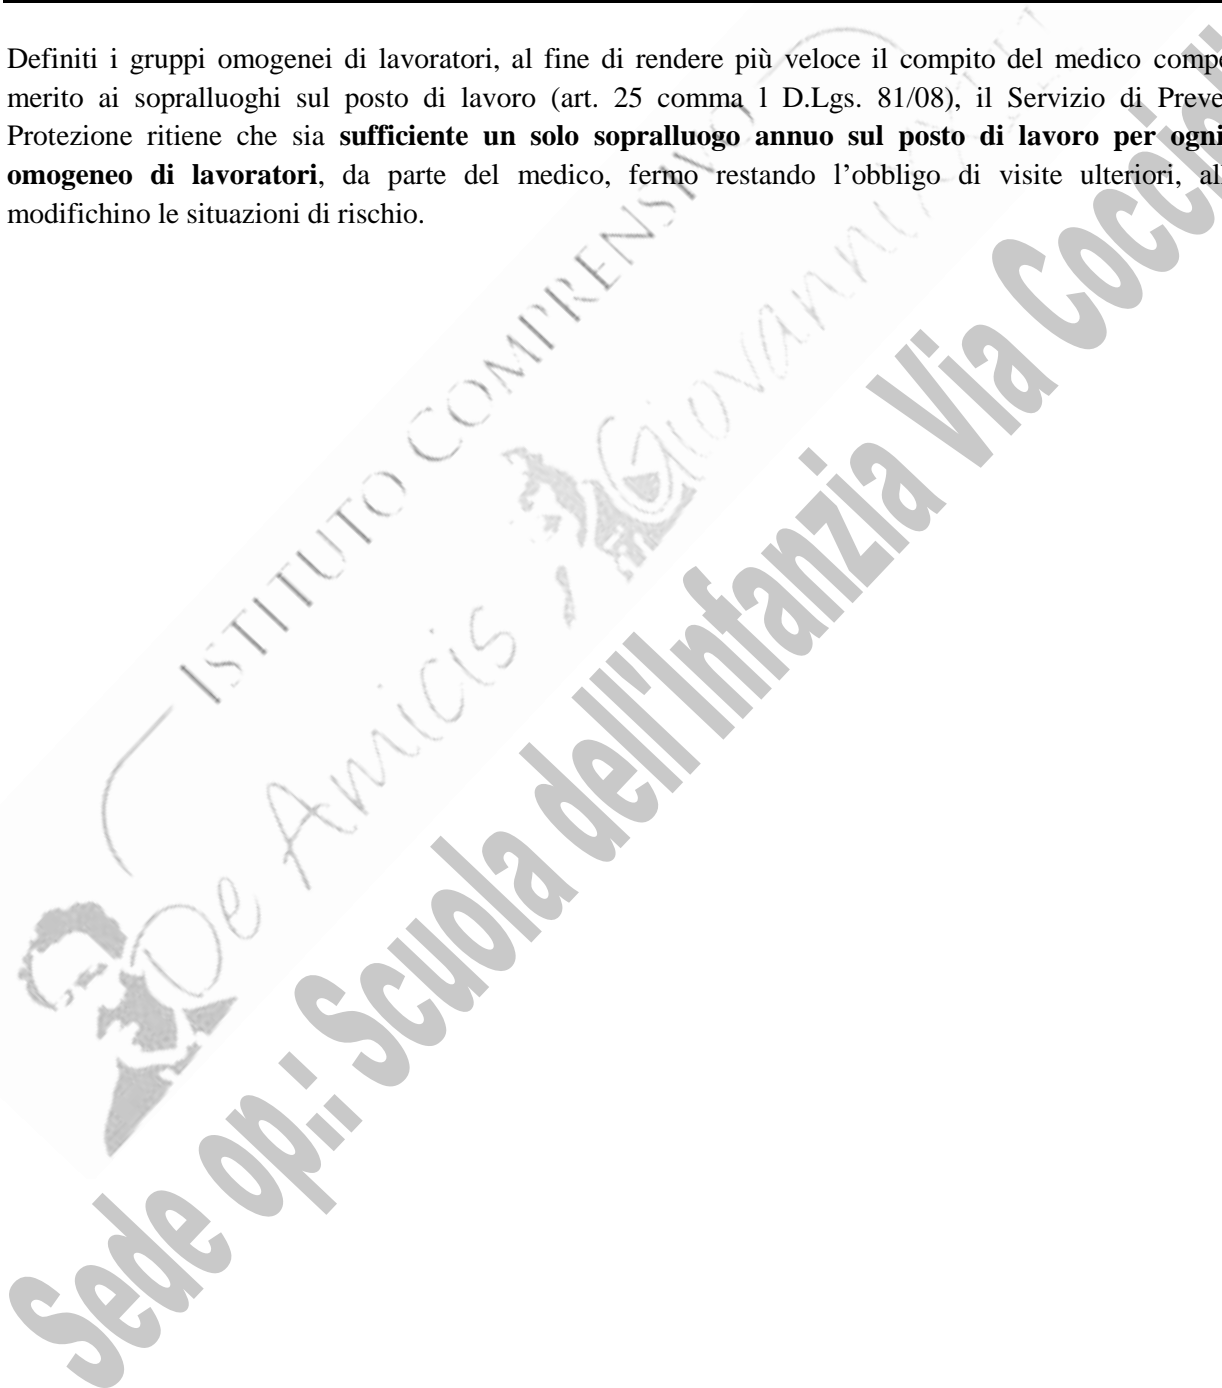 Definiti i gruppi omogenei di lavoratori, al fine di rendere più veloce il compito del medico compe
merito ai sopralluoghi sul posto di lavoro (art. 25 comma l D.Lgs. 81/08), il Servizio di Preve
Protezione ritiene che sia sufficiente un solo sopralluogo annuo sul posto di lavoro per ogni
omogeneo di lavoratori, da parte del medico, fermo restando l’obbligo di visite ulteriori, al
modifichino le situazioni di rischio.
ISTITUTO COMPRENSIVO
De Amicis, Giovanni
Sede op.: Scuola dell'Infanzia Via